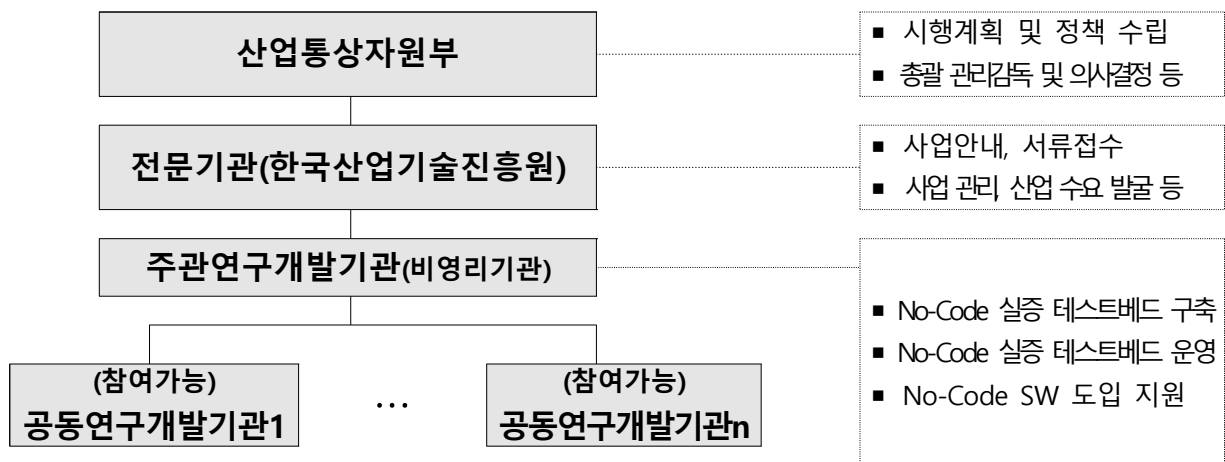 산업통상자원부
▪ 시행계획 및 정책 수립
▪ 총괄 관리감독 및 의사결정 등
전문기관(한국산업기술진흥원)
▪ 사업안내, 서류접수
▪ 사업 관리, 산업 수요 발굴 등
주관연구개발기관(비영리기관)
▪ No-Code 실증 테스트베드 구축
▪ No-Code 실증 테스트베드 운영
▪ No-Code SW 도입 지원
(참여가능)
공동연구개발기관1
…
(참여가능)
공동연구개발기관n